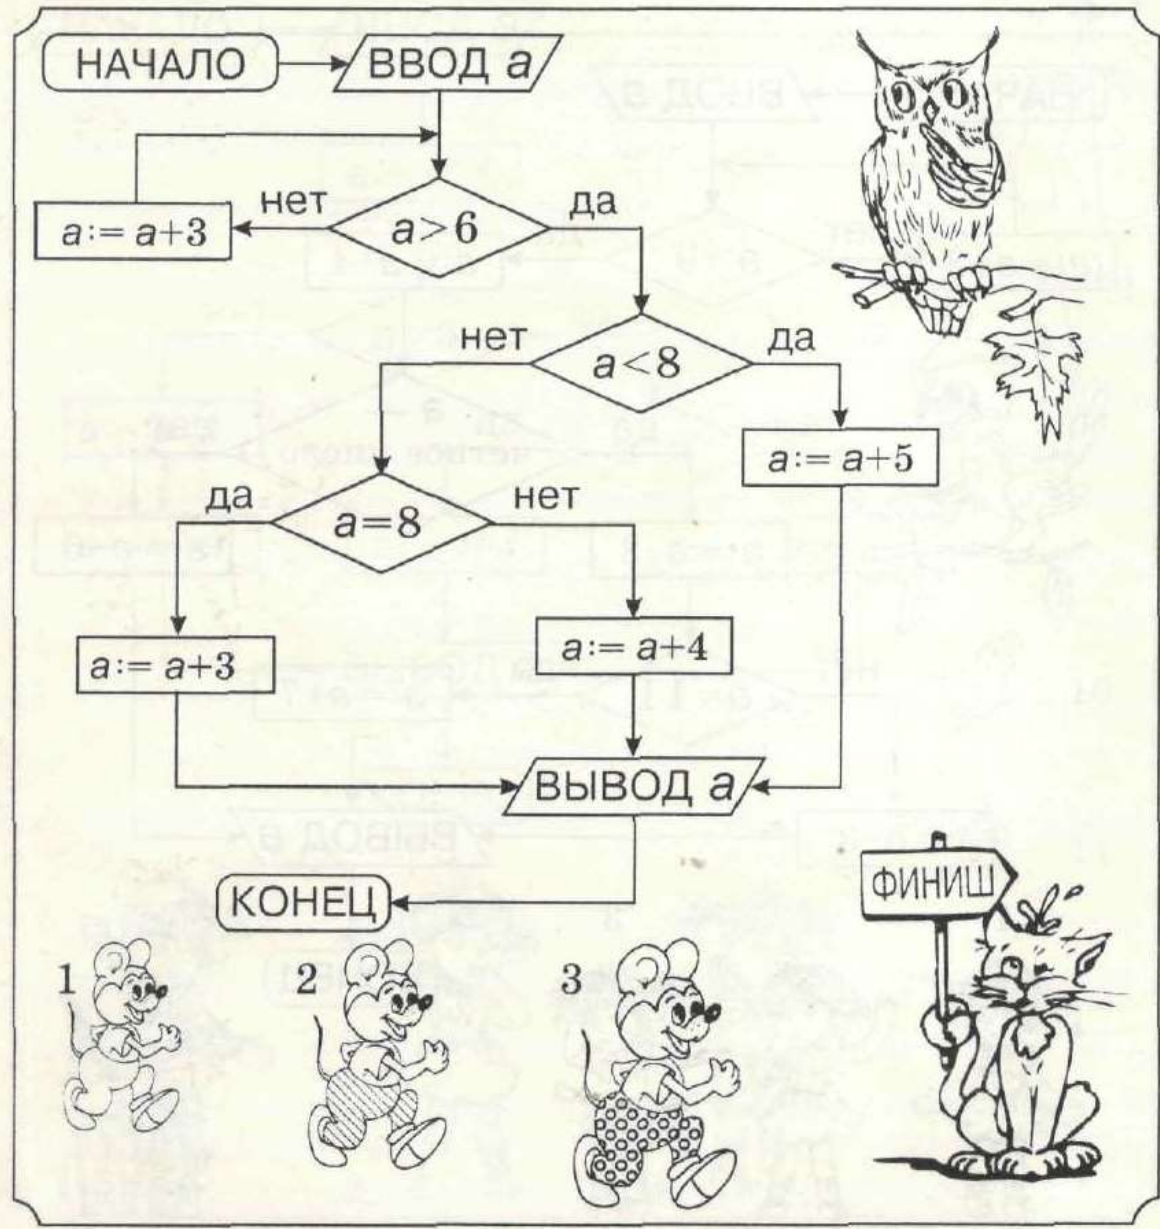 НАЧАЛО
ВВОД a
нет
a>6
да
a:= a+3
нет
a<8
да
a:= a+5
да
a=8
нет
a:= a+3
a:= a+4
ВЫВОД a
КОНЕЦ
ФИНИШ
1
2
3